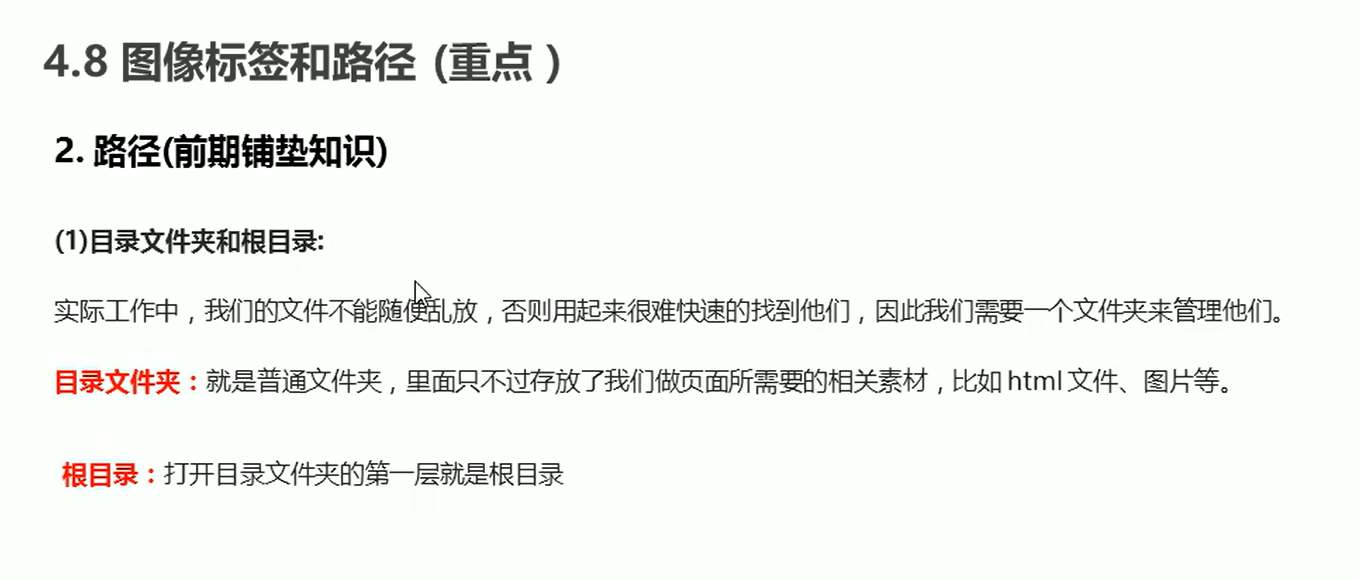 4.8 图像标签和路径 (重点 )
2. 路径(前期铺垫知识)
(1)目录文件夹和根目录:
实际工作中，我们的文件不能随便乱放，否则用起来很难快速的找到他们，因此我们需要一个文件夹来管理他们。
目录文件夹：就是普通文件夹，里面只不过存放了我们做页面所需要的相关素材，比如 html 文件、图片等。
根目录：打开目录文件夹的第一层就是根目录